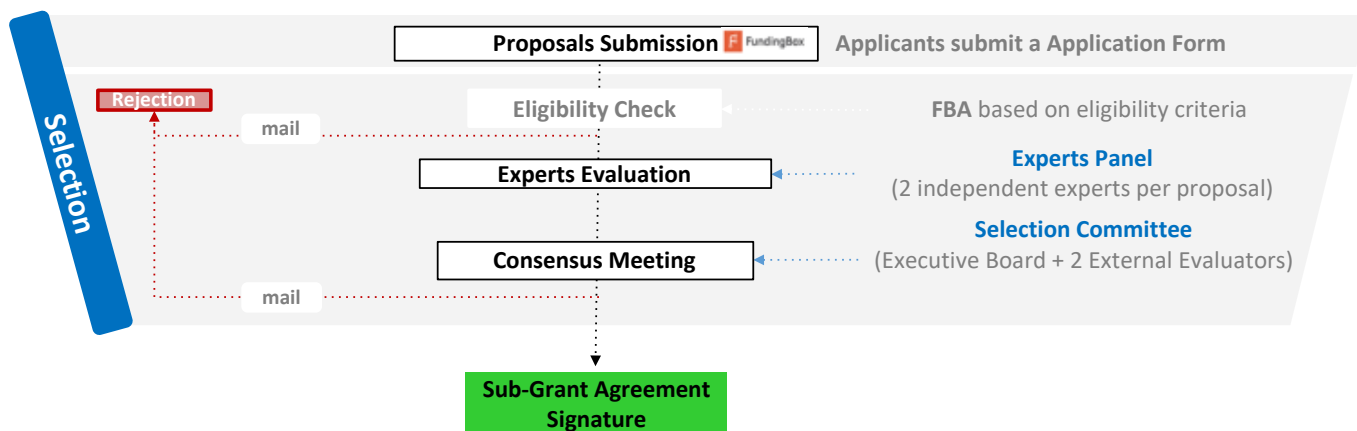 Proposals Submission FundingBox Applicants submit a Application Form
Selection
Rejection
Eligibility Check FBA based on eligibility criteria
mail
Experts Evaluation
Experts Panel
(2 independent experts per proposal)
Selection Committee
Consensus Meeting (Executive Board + 2 External Evaluators)
mail
Sub-Grant Agreement
Signature